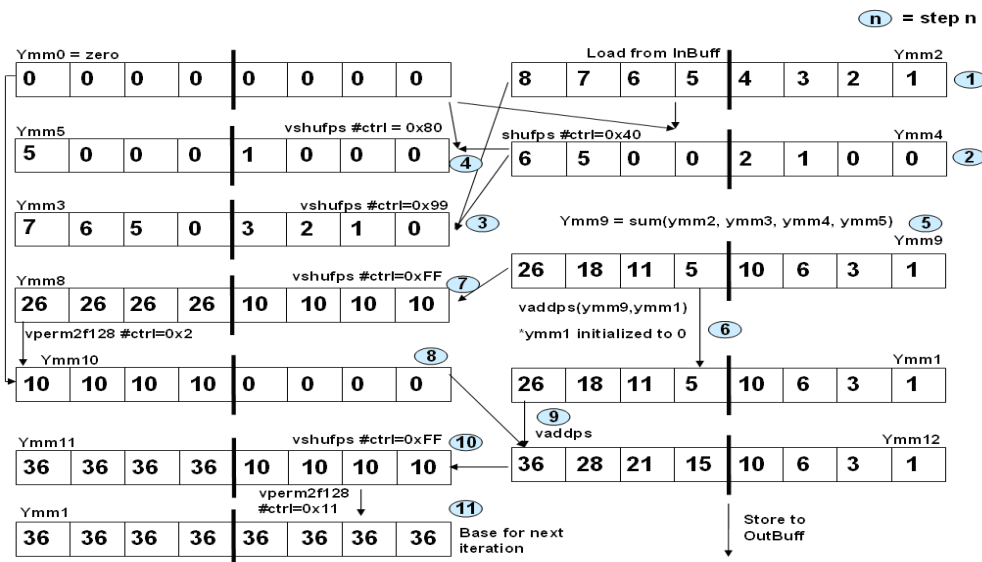 n = step n
Ymm0 = zero
0 0 0 0 0 0 0 0
Load from InBuff
Ymm2
8 7 6 5 4 3 2 1
1
Ymm5
vshufps #ctrl = 0x80
5 0 0 0 1 0 0 0
4
shufps #ctrl=0x40
Ymm4
6 5 0 0 2 1 0 0
2
Ymm3
vshufps #ctrl=0x99
7 6 5 0 3 2 1 0
3
Ymm9 = sum(ymm2, ymm3, ymm4, ymm5)
5
Ymm9
26 18 11 5 10 6 3 1
Ymm8
vshufps #ctrl=0xFF
7
26 26 26 26 10 10 10 10
vaddps(ymm9,ymm1)
*ymm1 initialized to 0
6
vperm2f128 #ctrl=0x2
Ymm10
8
10 10 10 10 0 0 0 0
Ymm1
26 18 11 5 10 6 3 1
9
vaddps
Ymm11
vshufps #ctrl=0xFF
10
36 36 36 36 10 10 10 10
Ymm12
36 28 21 15 10 6 3 1
vperm2f128
#ctrl=0x11
11
Ymm1
36 36 36 36 36 36 36 36
Base for next
iteration
Store to
OutBuff